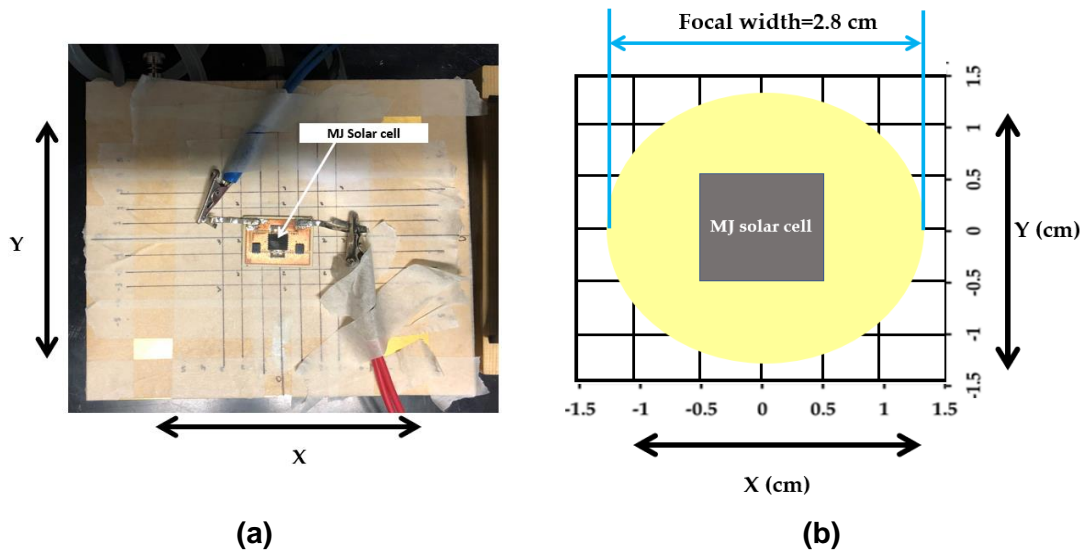 MJ Solar cell
Y
X
(a)
Focal width=2.8 cm
MJ solar cell
1.5
1
0.5
0
-0.5
-1
-1.5
Y (cm)
-1.5 -1 -0.5 0 0.5 1 1.5
X (cm)
(b)